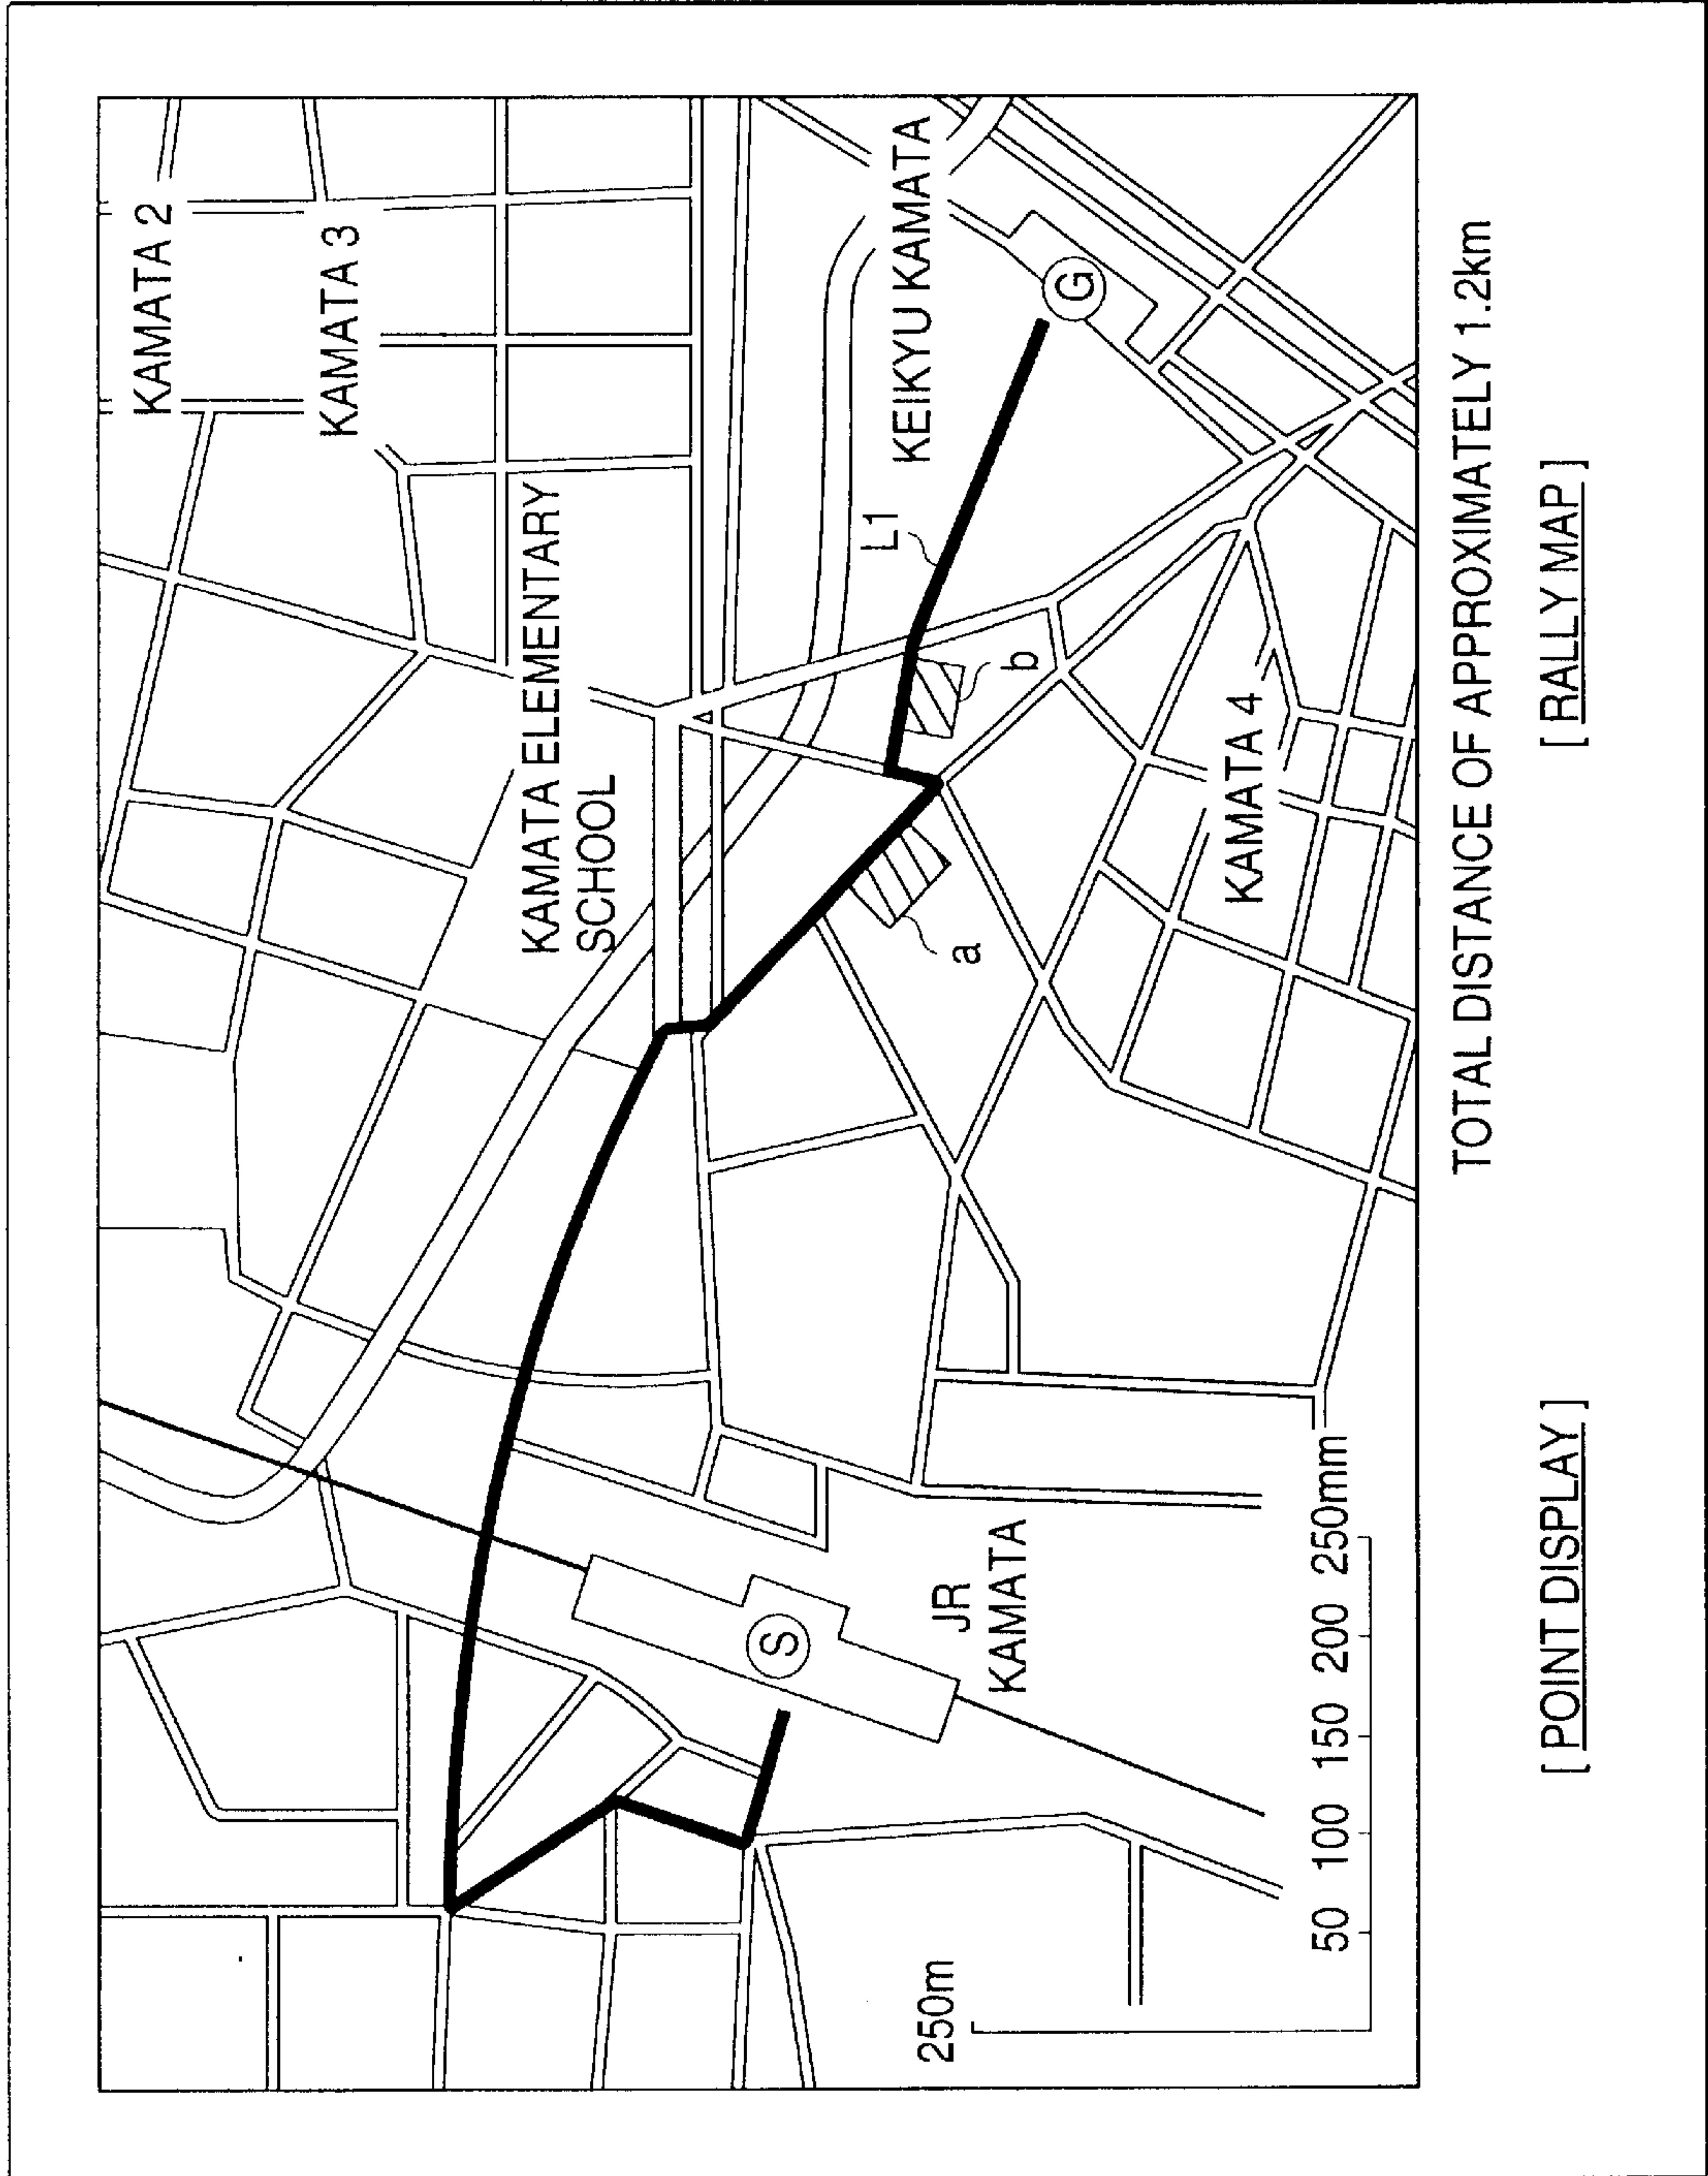 KAMATA 2
KAMATA 3
KAMATA ELEMENTARY
SCHOOL
KEIKYU KAMATA
L1
G
b
a
KAMATA 4
S
JR
KAMATA
250m
50 100 150 200 250mm
TOTAL DISTANCE OF APPROXIMATELY 1.2km
[ POINT DISPLAY ]
[ RALLY MAP ]